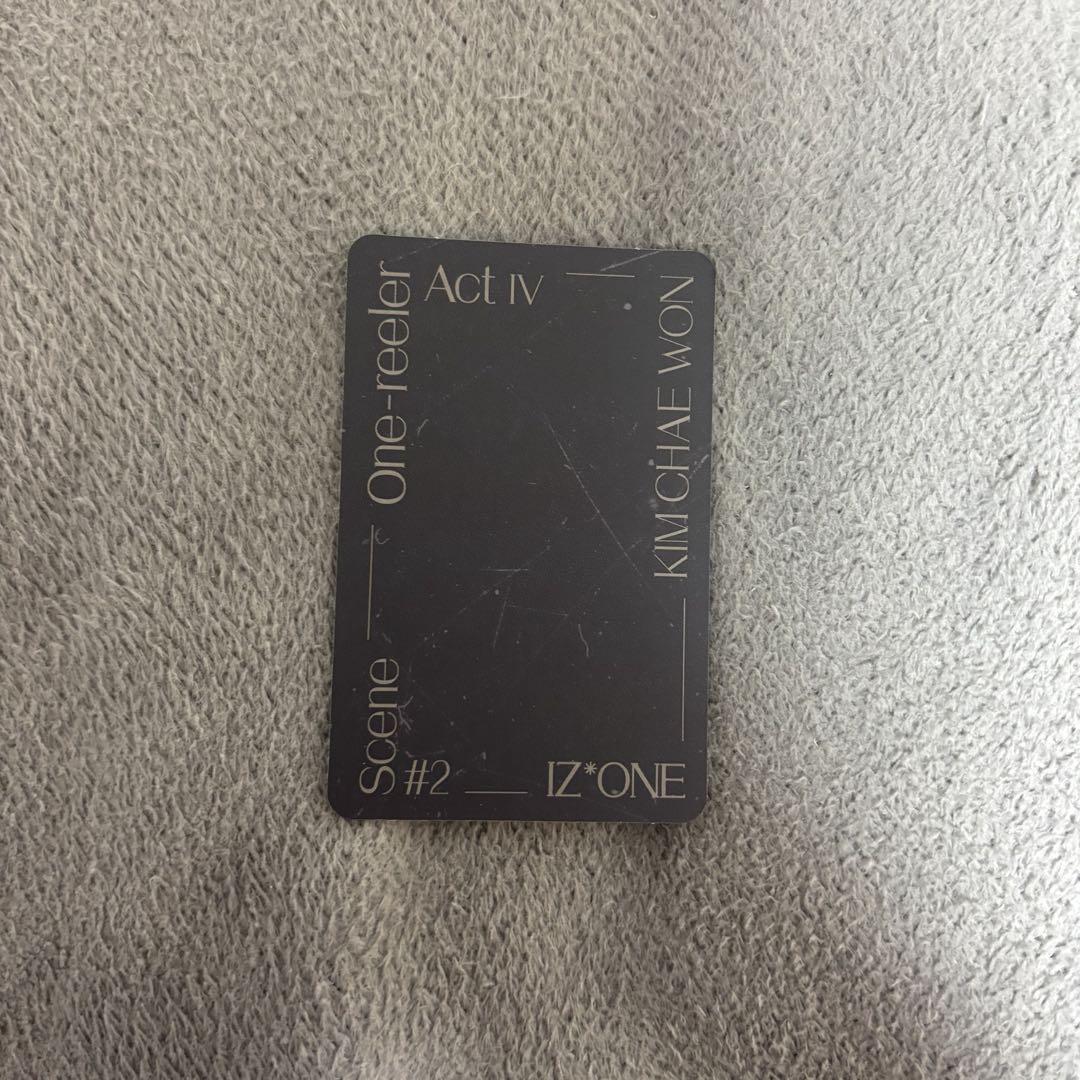 One-reeler
Act IV
KIM CHAE WON
Scene
#2
IZ*ONE